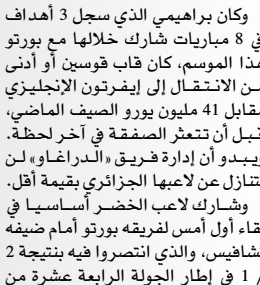 وكان براهيمي الذي سجل 3 أهداف
في 8 مباريات شارك خلالها مع بورتو
هذا الموسم، كان قاب قوسين أو أدنى
من الانتقال إلى إيفرتون الإنجليزي
مقابل 41 مليون يورو الصيف الماضي،
قبل أن تتعثر الصفقة في آخر لحظة.
ويبدو أن إدارة فريق «الدراغاو» لن
تتنازل عن لاعبها الجزائري بقيمة أقل.
وشارك لاعب الخضر أساسيا في
لقاء أول أمس لفريقه بورتو أمام ضيفه
شافيس، والذي انتصروا فيه بنتيجة 2
/ 1 في إطار الجولة الرابعة عشرة من